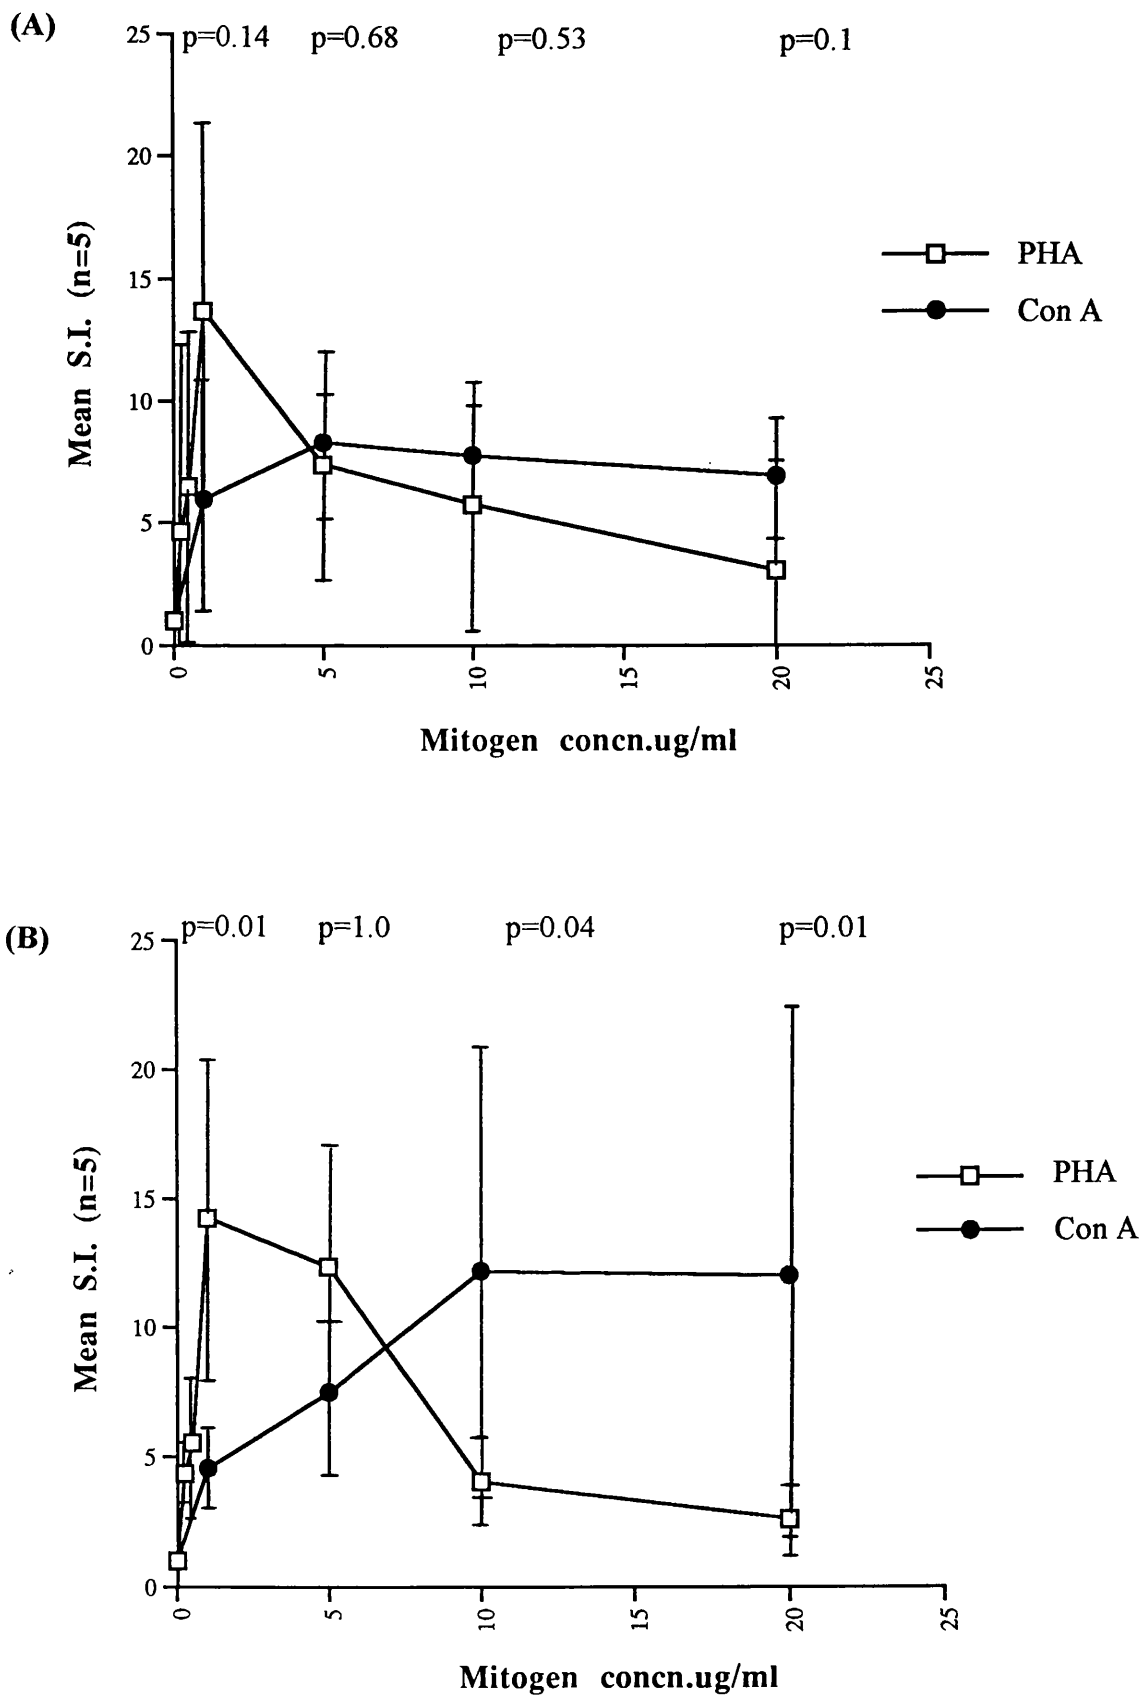 (A)
p=0.14 p=0.68 p=0.53 p=0.1
25
20
15
10
5
0
Mean S.I. (n=5)
PHA
Con A
0 5 10 15 20 25
Mitogen concn.ug/ml
(B)
p=0.01 p=1.0 p=0.04 p=0.01
25
20
15
10
5
0
Mean S.I. (n=5)
PHA
Con A
0 5 10 15 20 25
Mitogen concn.ug/ml